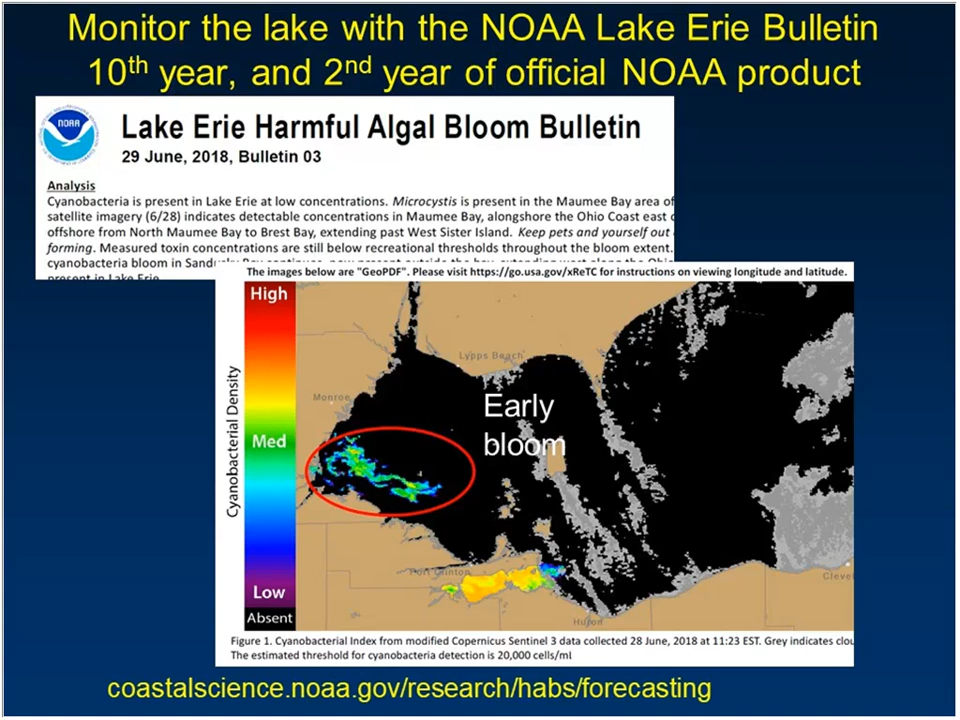 Monitor the lake with the NOAA Lake Erie Bulletin
10th year, and 2nd year of official NOAA product
NOAA
Lake Erie Harmful Algal Bloom Bulletin
29 June, 2018, Bulletin 03
Analysis
Cyanobacteria is present in Lake Erie at low concentrations. Microcystis is present in the Maumee Bay area of
satellite imagery (6/28) indicates detectable concentrations in Maumee Bay, alongshore the Ohio Coast east
offshore from North Maumee Bay to Brest Bay, extending past West Sister Island. Keep pets and yourself out
forming. Measured toxin concentrations are still below recreational thresholds throughout the bloom extent.
cyanobacteria bloom in Sandusky Bay continues, now present outside the bay, extending west along the Ohio
present in Lake Erie.
The images below are "GeoPDF". Please visit https://go.usa.gov/xReTC for instructions on viewing longitude and latitude.
High
Med
Low
Absent
Cyanobacterial Density
Lypps Beach
Monroe
Early
bloom
Port Clinton
Huron
Clevel
Figure 1. Cyanobacterial Index from modified Copernicus Sentinel 3 data collected 28 June, 2018 at 11:23 EST. Grey indicates clou
The estimated threshold for cyanobacteria detection is 20,000 cells/ml
coastalscience.noaa.gov/research/habs/forecasting